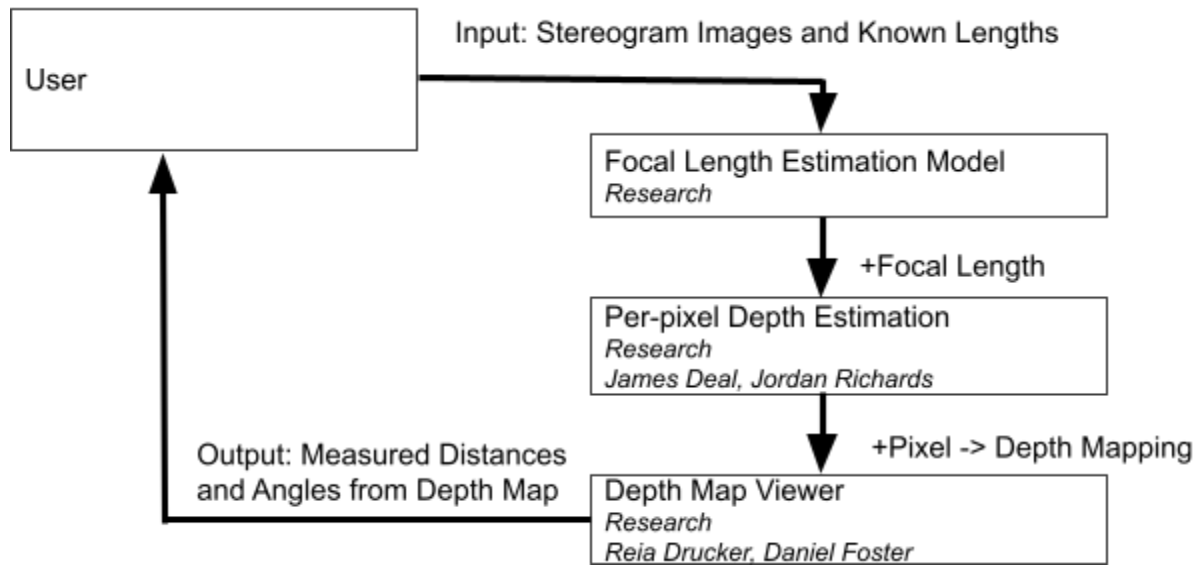 Input: Stereogram Images and Known Lengths
User
Focal Length Estimation Model
Research
+Focal Length
Per-pixel Depth Estimation
Research
James Deal, Jordan Richards
+Pixel -> Depth Mapping
Output: Measured Distances
and Angles from Depth Map
Depth Map Viewer
Research
Reia Drucker, Daniel Foster